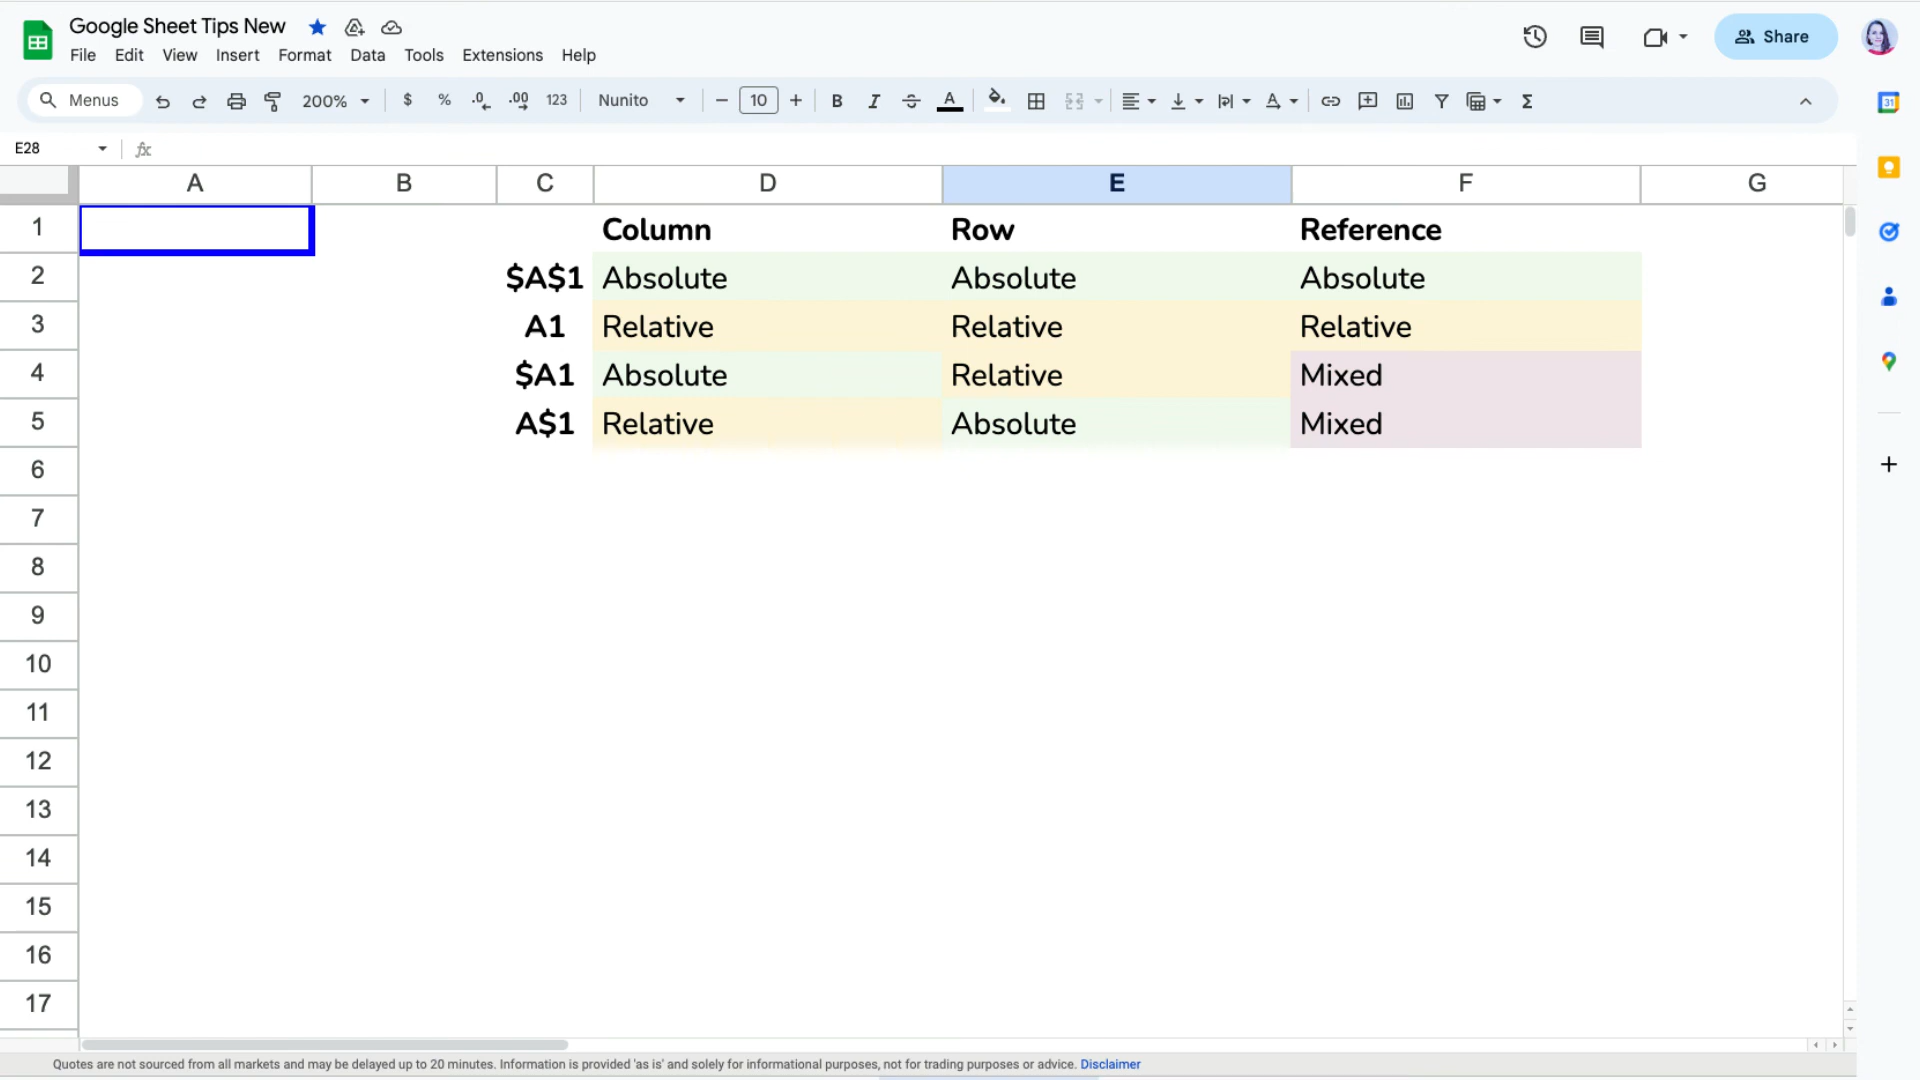 Google Sheet Tips New
File Edit View Insert Format Data Tools Extensions Help
Share
Menus 200% $ % .0 .00 123 Nunito 10 B I A A Σ
31
E28 fx
A B C D E F G
1 Column Row Reference
2 $A$1 Absolute Absolute Absolute
3 A1 Relative Relative Relative
4 $A1 Absolute Relative Mixed
5 A$1 Relative Absolute Mixed
6
7
8
9
10
11
12
13
14
15
16
17
Quotes are not sourced from all markets and may be delayed up to 20 minutes. Information is provided 'as is' and solely for informational purposes, not for trading purposes or advice. Disclaimer